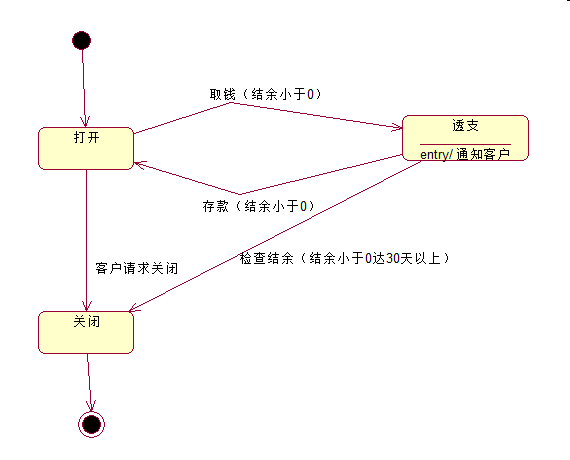 取钱（结余小于0）
打开
透支
entry/ 通知客户
存款（结余小于0）
检查结余（结余小于0达30天以上）
客户请求关闭
关闭